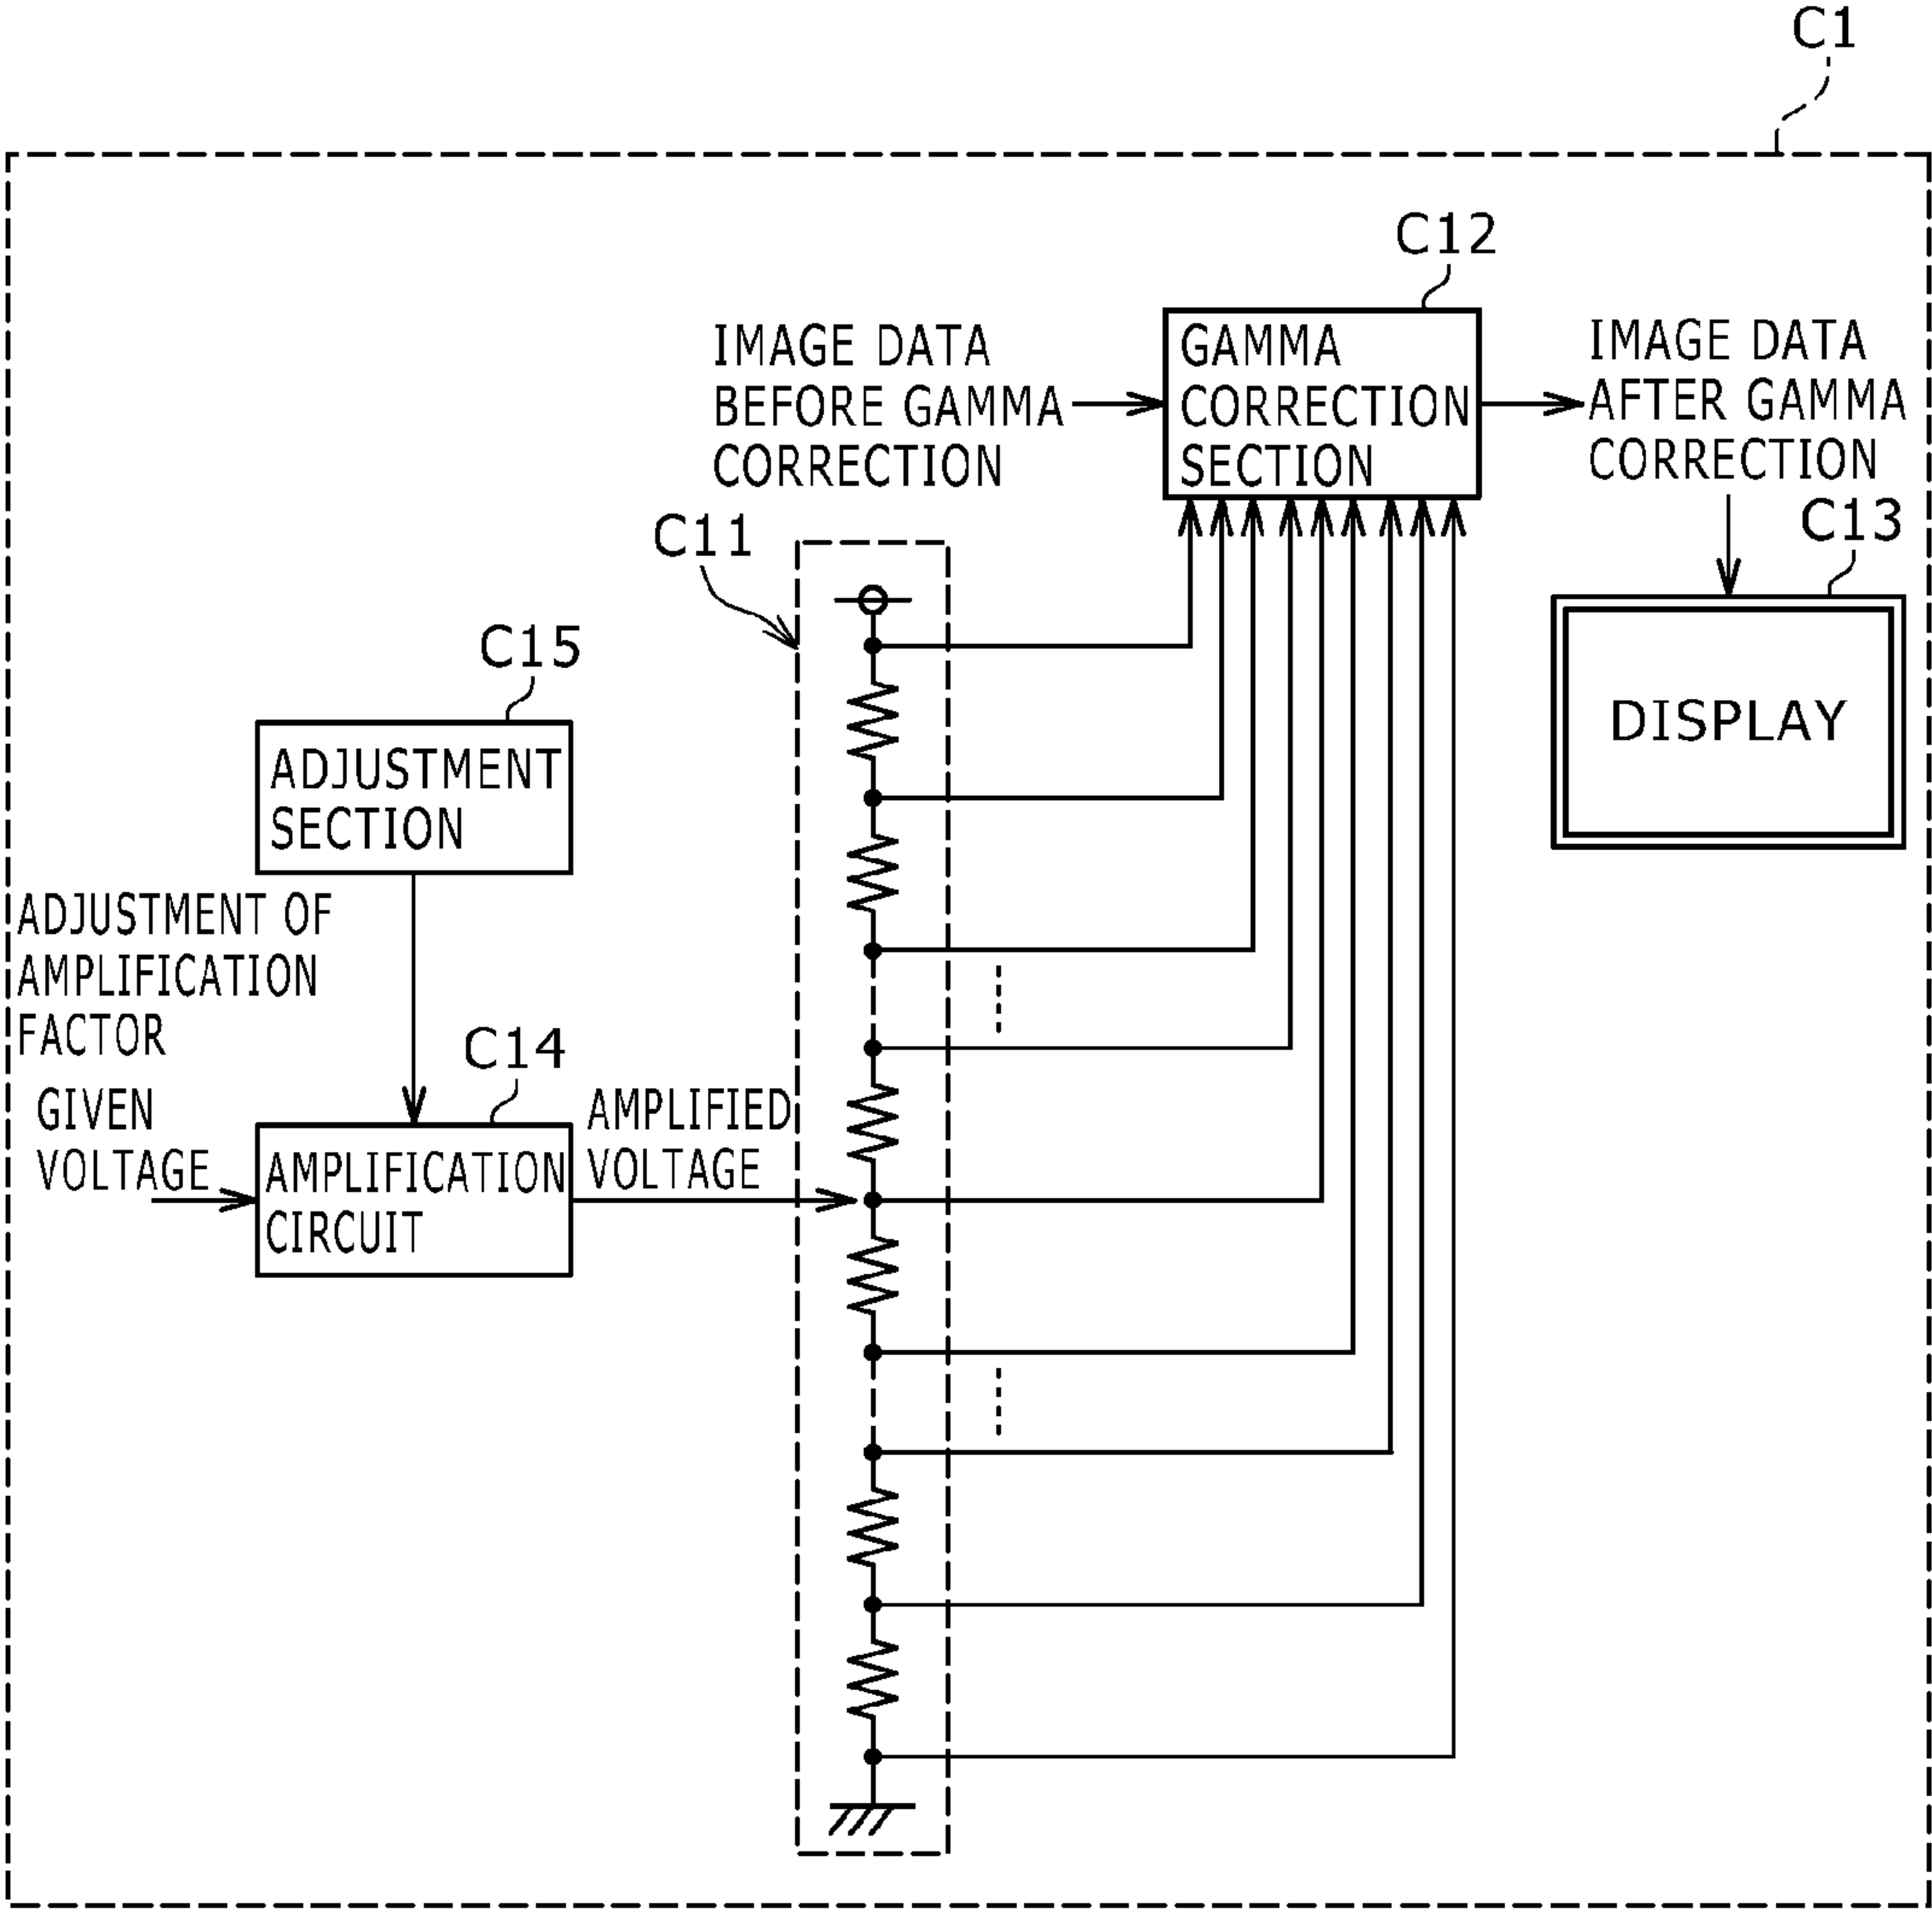 C1
C12
IMAGE DATA
BEFORE GAMMA
CORRECTION
GAMMA
CORRECTION
SECTION
IMAGE DATA
AFTER GAMMA
CORRECTION
C11
C13
DISPLAY
C15
ADJUSTMENT
SECTION
ADJUSTMENT OF
AMPLIFICATION
FACTOR
C14
GIVEN
VOLTAGE
AMPLIFICATION
CIRCUIT
AMPLIFIED
VOLTAGE